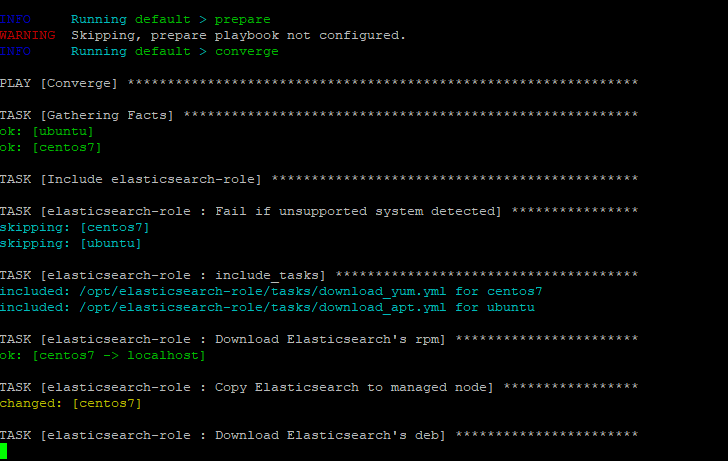 INFO     Running default > prepare
WARNING  Skipping, prepare playbook not configured.
INFO     Running default > converge
PLAY [Converge] ****************************************************************
TASK [Gathering Facts] *********************************************************
ok: [ubuntu]
ok: [centos7]
TASK [Include elasticsearch-role] **********************************************
TASK [elasticsearch-role : Fail if unsupported system detected] ****************
skipping: [centos7]
skipping: [ubuntu]
TASK [elasticsearch-role : include_tasks] **************************************
included: /opt/elasticsearch-role/tasks/download_yum.yml for centos7
included: /opt/elasticsearch-role/tasks/download_apt.yml for ubuntu
TASK [elasticsearch-role : Download Elasticsearch's rpm] ***********************
ok: [centos7 -> localhost]
TASK [elasticsearch-role : Copy Elasticsearch to managed node] *****************
changed: [centos7]
TASK [elasticsearch-role : Download Elasticsearch's deb] ***********************